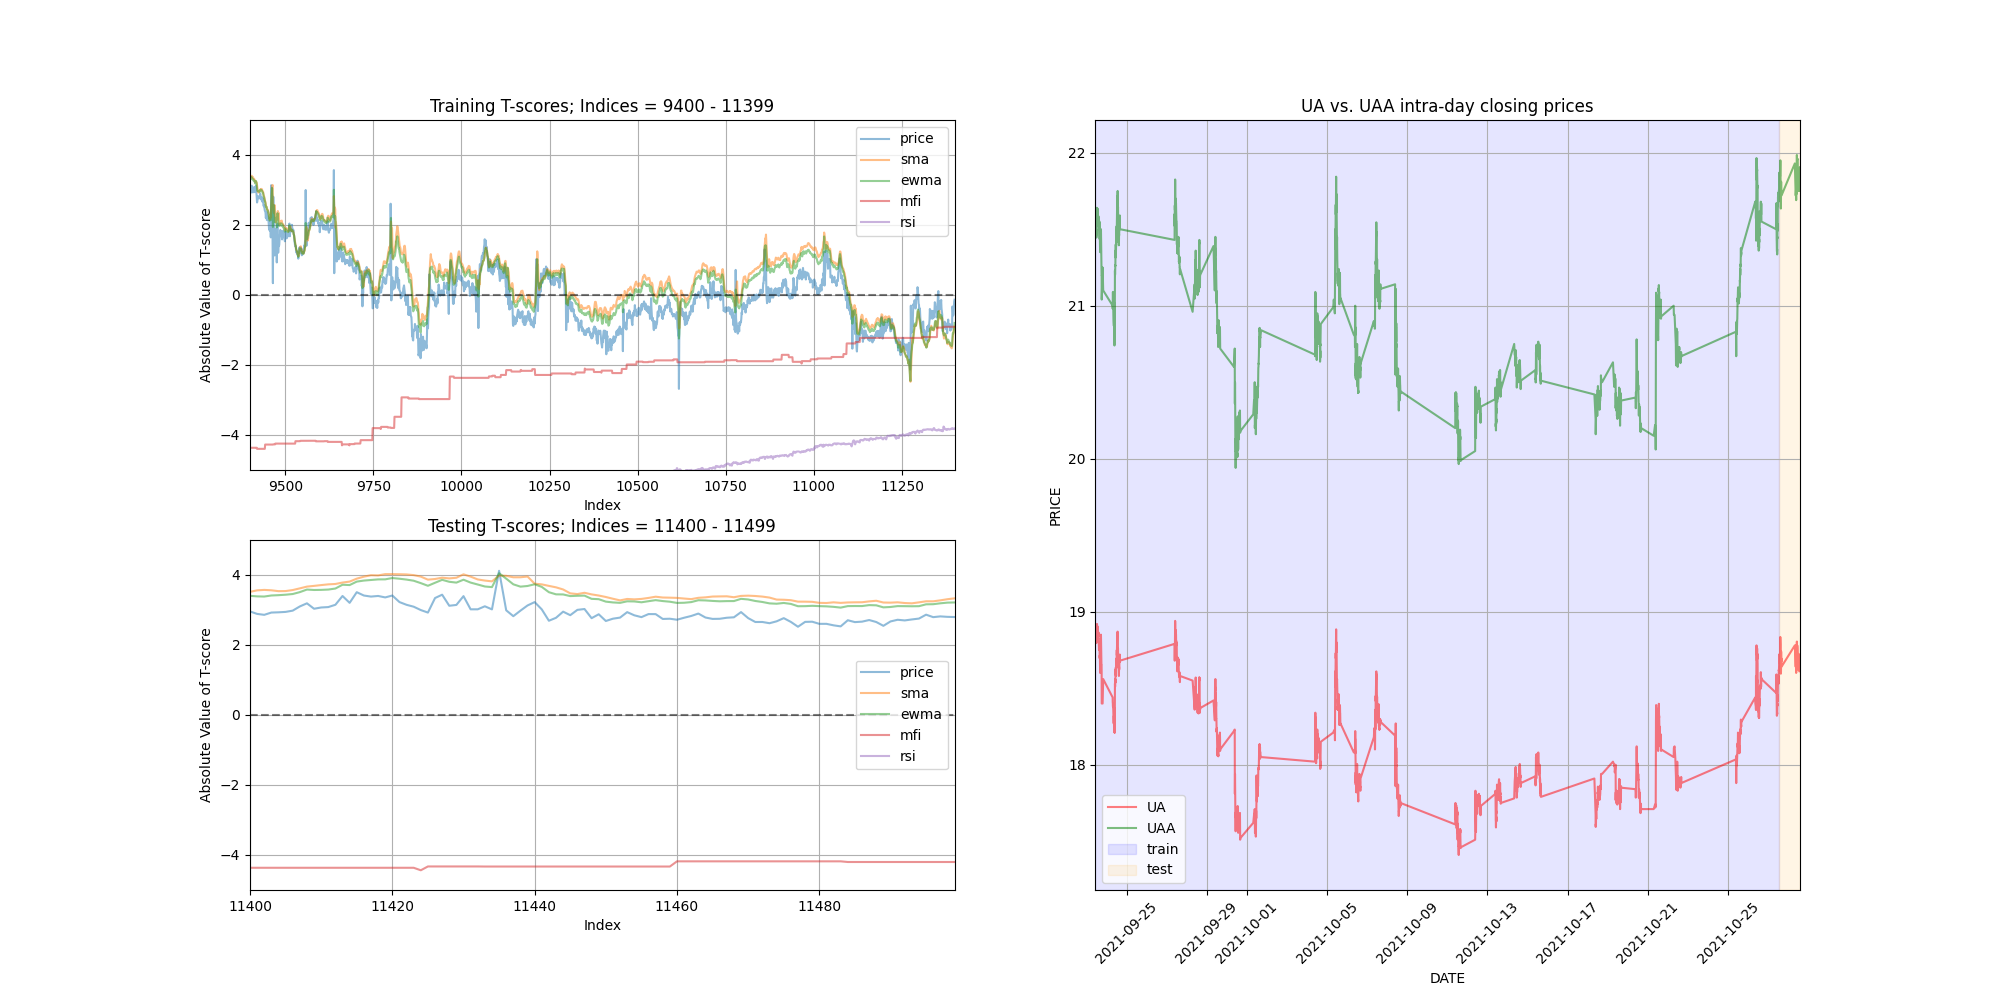 Training T-scores; Indices = 9400 - 11399
Absolute Value of T-score
4
2
0
−2
−4
price
sma
ewma
mfi
rsi
9500 9750 10000 10250 10500 10750 11000 11250
Index
Testing T-scores; Indices = 11400 - 11499
Absolute Value of T-score
4
2
0
−2
−4
price
sma
ewma
mfi
rsi
11400 11420 11440 11460 11480
Index
UA vs. UAA intra-day closing prices
PRICE
22
21
20
19
18
UA
UAA
train
test
2021-09-25 2021-09-29 2021-10-01 2021-10-05 2021-10-09 2021-10-13 2021-10-17 2021-10-21 2021-10-25
DATE